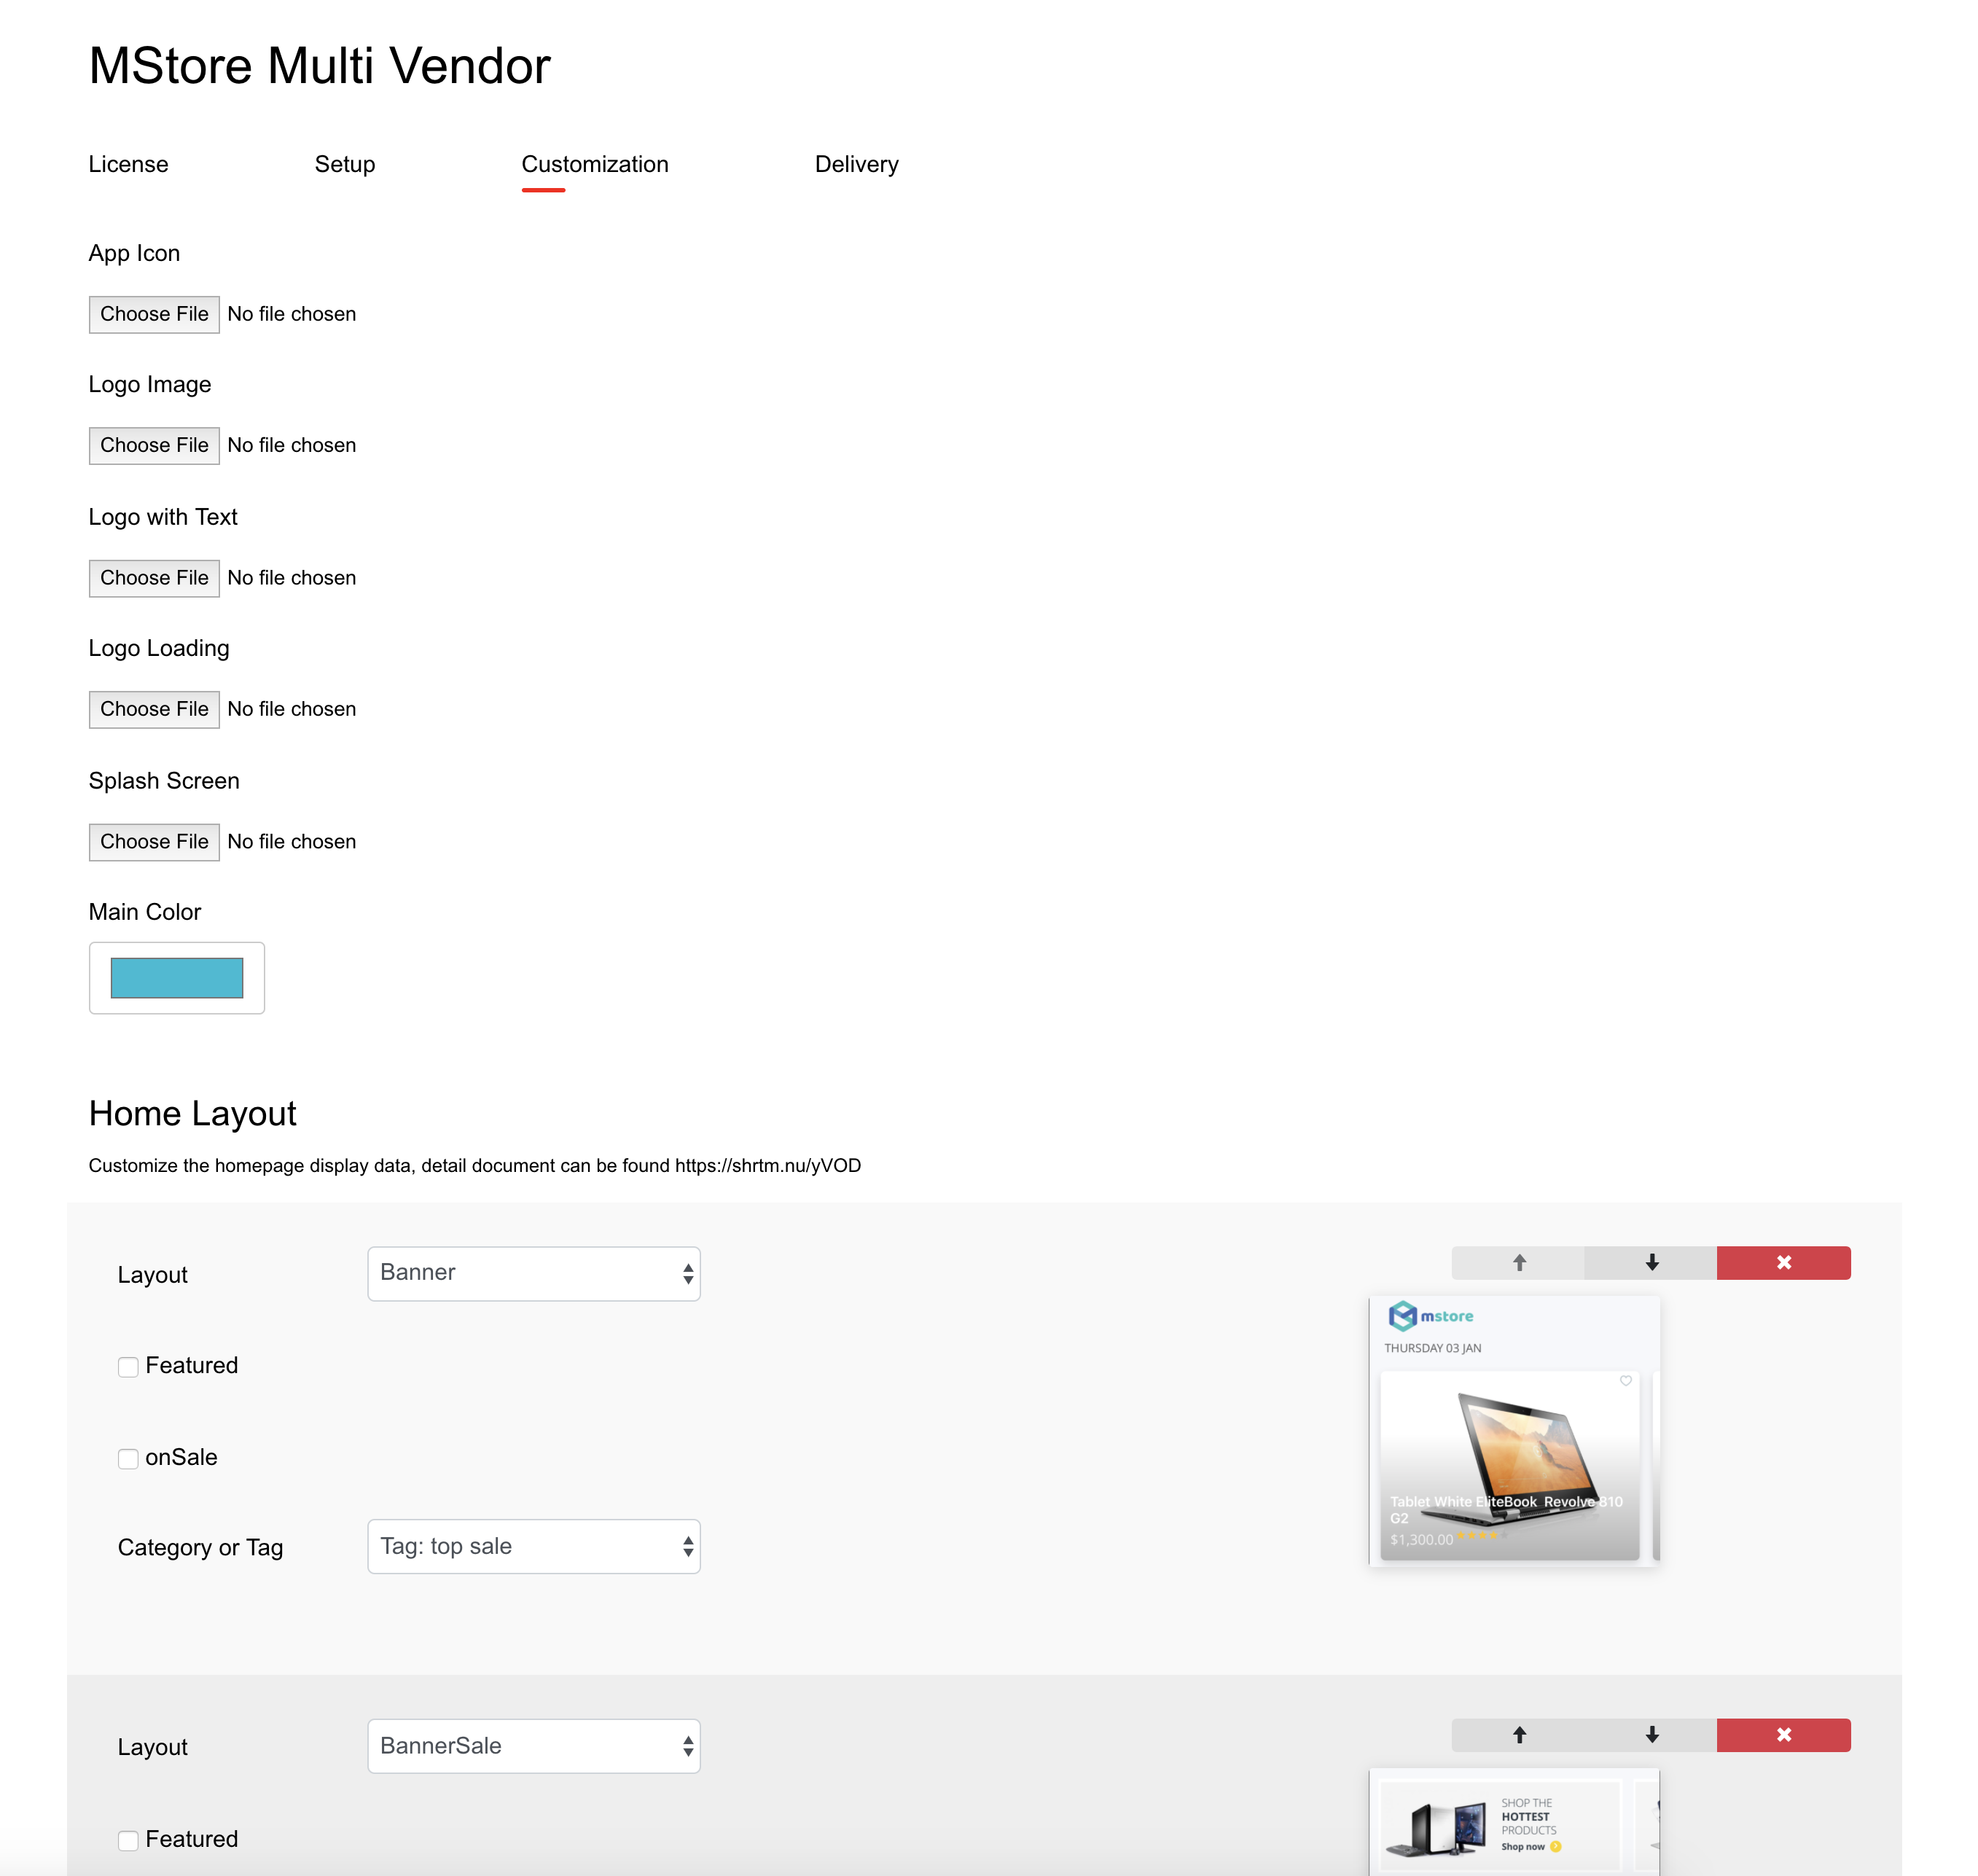 MStore Multi Vendor
License Setup Customization Delivery
App Icon
Choose File No file chosen
Logo Image
Choose File No file chosen
Logo with Text
Choose File No file chosen
Logo Loading
Choose File No file chosen
Splash Screen
Choose File No file chosen
Main Color
Home Layout
Customize the homepage display data, detail document can be found https://shrtm.nu/yVOD
Layout Banner
mstore
THURSDAY 03 JAN
Featured
onSale
Tablet White EliteBook Revolve 810
G2
$1,300.00
Category or Tag Tag: top sale
Layout BannerSale
SHOP THE
HOTTEST
PRODUCTS
Shop now
Featured